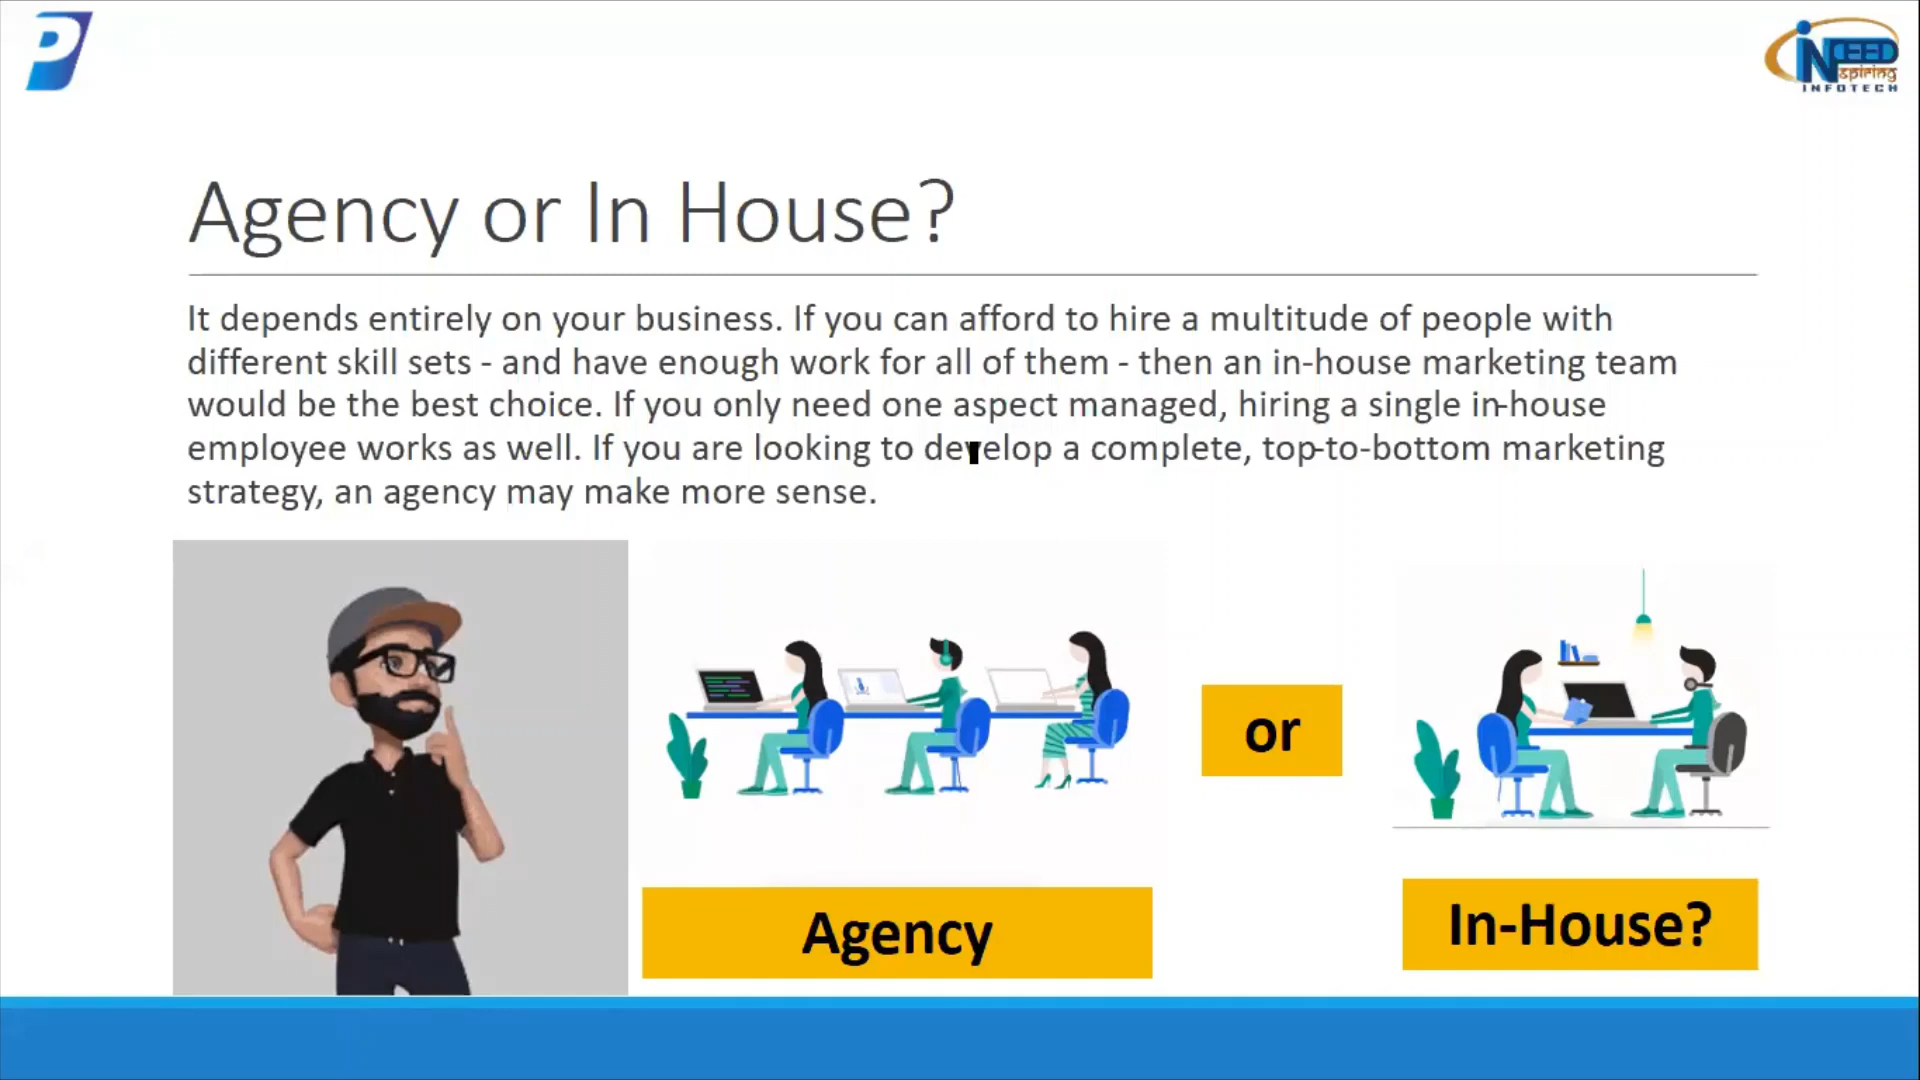 P
iNEED
nspiring
INFOTECH
Agency or In House?
It depends entirely on your business. If you can afford to hire a multitude of people with
different skill sets - and have enough work for all of them - then an in-house marketing team
would be the best choice. If you only need one aspect managed, hiring a single in-house
employee works as well. If you are looking to develop a complete, top-to-bottom marketing
strategy, an agency may make more sense.
or
Agency
In-House?